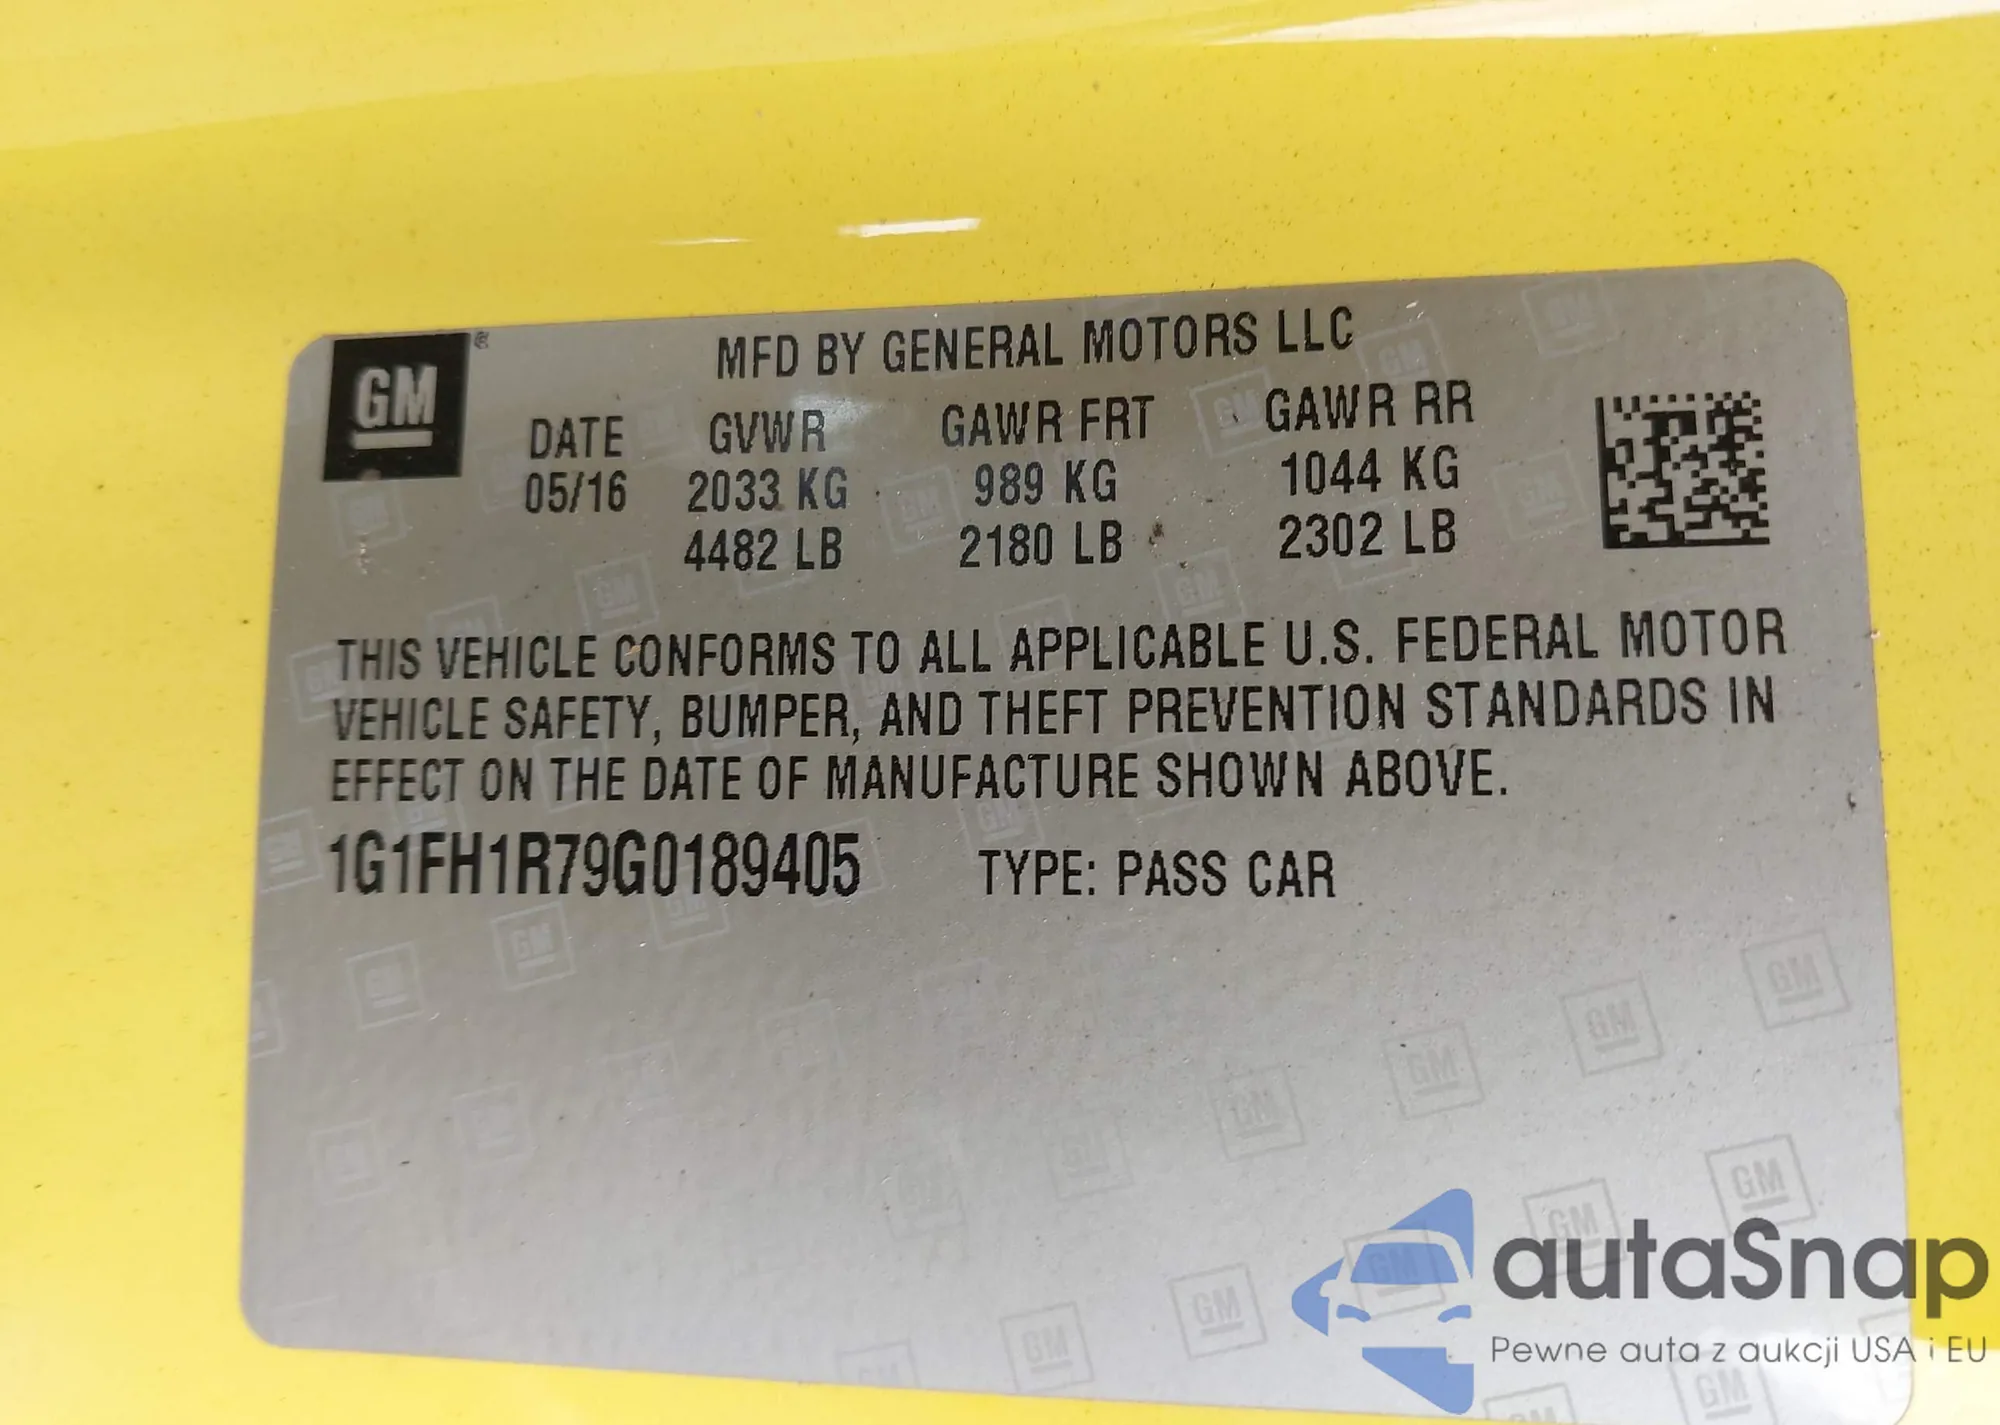 GM ®
MFD BY GENERAL MOTORS LLC
DATE GVWR GAWR FRT GAWR RR
05/16 2033 KG 989 KG 1044 KG
4482 LB 2180 LB 2302 LB
THIS VEHICLE CONFORMS TO ALL APPLICABLE U.S. FEDERAL MOTOR
VEHICLE SAFETY, BUMPER, AND THEFT PREVENTION STANDARDS IN
EFFECT ON THE DATE OF MANUFACTURE SHOWN ABOVE.
1G1FH1R79G0189405 TYPE: PASS CAR
autaSnap
Pewne auta z aukcji USA i EU